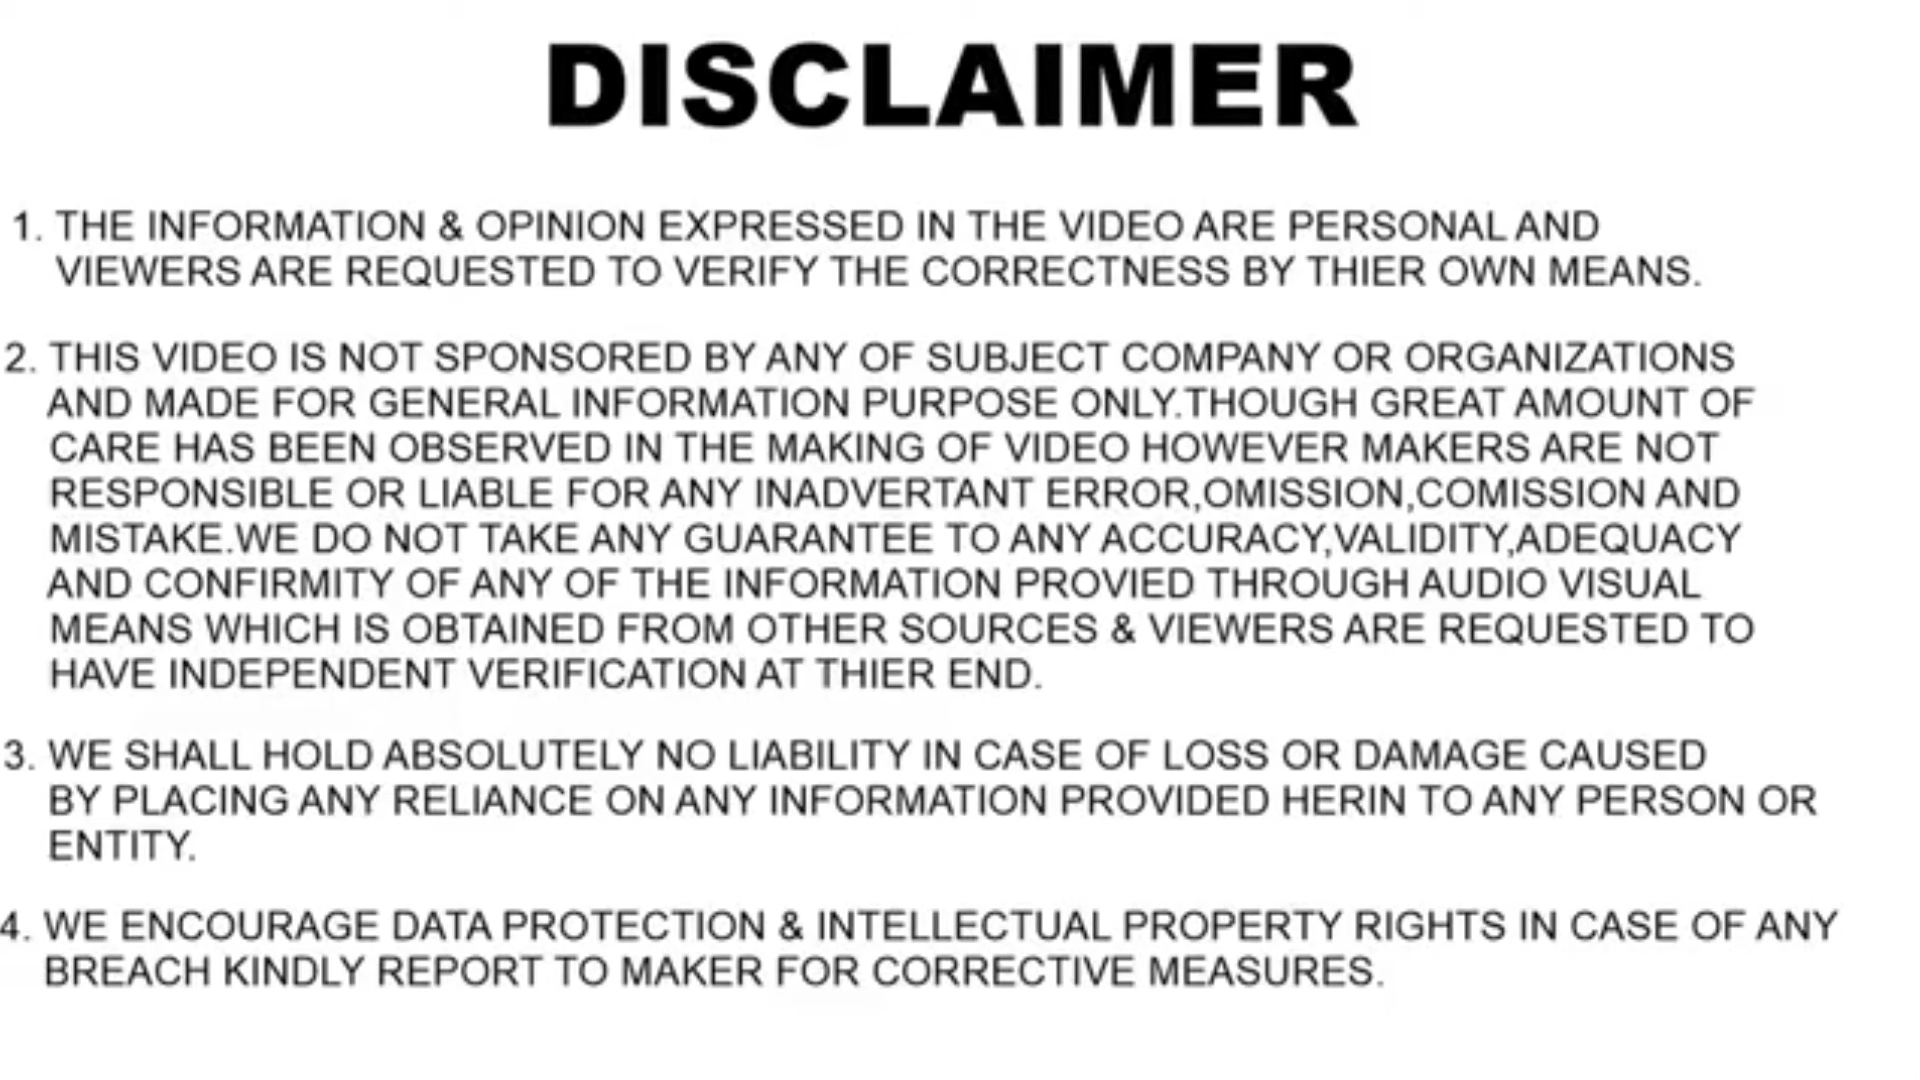 DISCLAIMER
1. THE INFORMATION & OPINION EXPRESSED IN THE VIDEO ARE PERSONAL AND
VIEWERS ARE REQUESTED TO VERIFY THE CORRECTNESS BY THIER OWN MEANS.
2. THIS VIDEO IS NOT SPONSORED BY ANY OF SUBJECT COMPANY OR ORGANIZATIONS
AND MADE FOR GENERAL INFORMATION PURPOSE ONLY.THOUGH GREAT AMOUNT OF
CARE HAS BEEN OBSERVED IN THE MAKING OF VIDEO HOWEVER MAKERS ARE NOT
RESPONSIBLE OR LIABLE FOR ANY INADVERTANT ERROR,OMISSION,COMISSION AND
MISTAKE.WE DO NOT TAKE ANY GUARANTEE TO ANY ACCURACY,VALIDITY,ADEQUACY
AND CONFIRMITY OF ANY OF THE INFORMATION PROVIED THROUGH AUDIO VISUAL
MEANS WHICH IS OBTAINED FROM OTHER SOURCES & VIEWERS ARE REQUESTED TO
HAVE INDEPENDENT VERIFICATION AT THIER END.
3. WE SHALL HOLD ABSOLUTELY NO LIABILITY IN CASE OF LOSS OR DAMAGE CAUSED
BY PLACING ANY RELIANCE ON ANY INFORMATION PROVIDED HERIN TO ANY PERSON OR
ENTITY.
4. WE ENCOURAGE DATA PROTECTION & INTELLECTUAL PROPERTY RIGHTS IN CASE OF ANY
BREACH KINDLY REPORT TO MAKER FOR CORRECTIVE MEASURES.